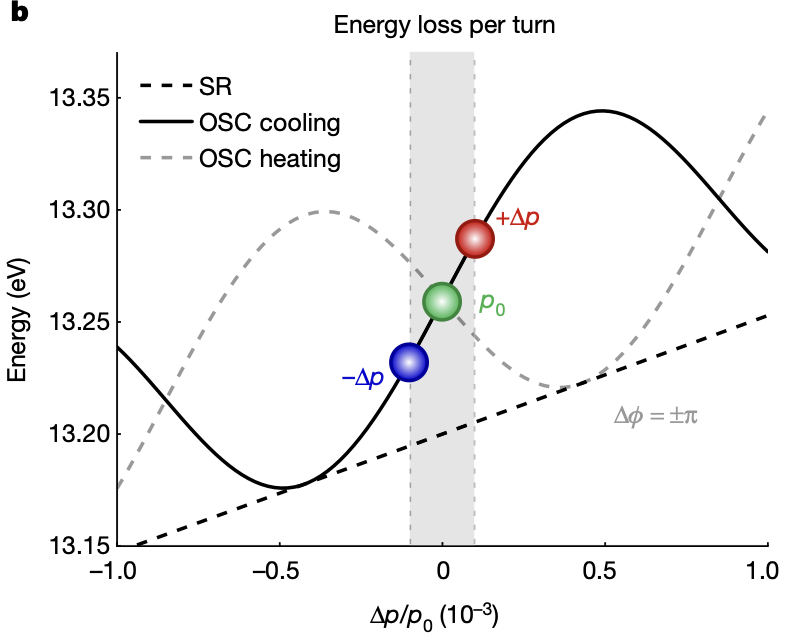 b
Energy loss per turn
SR
OSC cooling
OSC heating
13.35
13.30
13.25
13.20
13.15
Energy (eV)
+Δp
p₀
−Δp
Δϕ = ±π
−1.0
−0.5
0
0.5
1.0
Δp/p₀ (10⁻³)